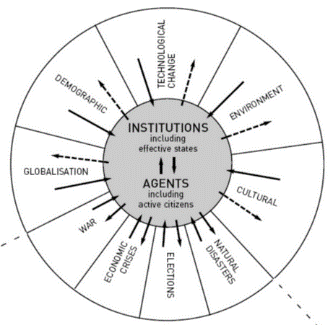 TECHNOLOGICAL
CHANGE
DEMOGRAPHIC
ENVIRONMENT
INSTITUTIONS
including
effective states
AGENTS
including
active citizens
GLOBALISATION
CULTURAL
WAR
ECONOMIC
CRISES
ELECTIONS
NATURAL
DISASTERS